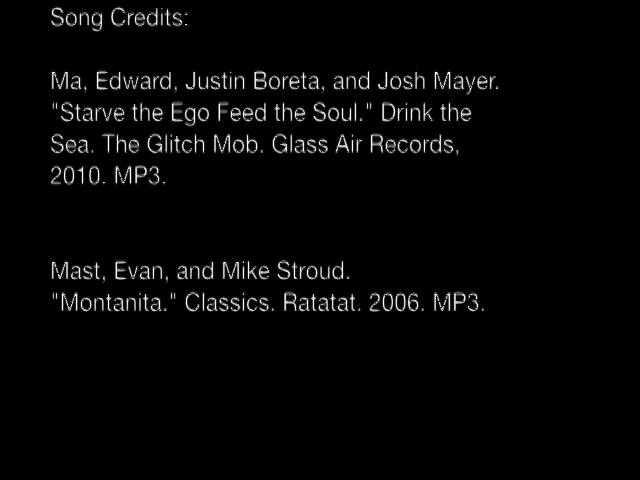 Song Credits:
Ma, Edward, Justin Boreta, and Josh Mayer.
"Starve the Ego Feed the Soul." Drink the
Sea. The Glitch Mob. Glass Air Records,
2010. MP3.
Mast, Evan, and Mike Stroud.
"Montanita." Classics. Ratatat. 2006. MP3.